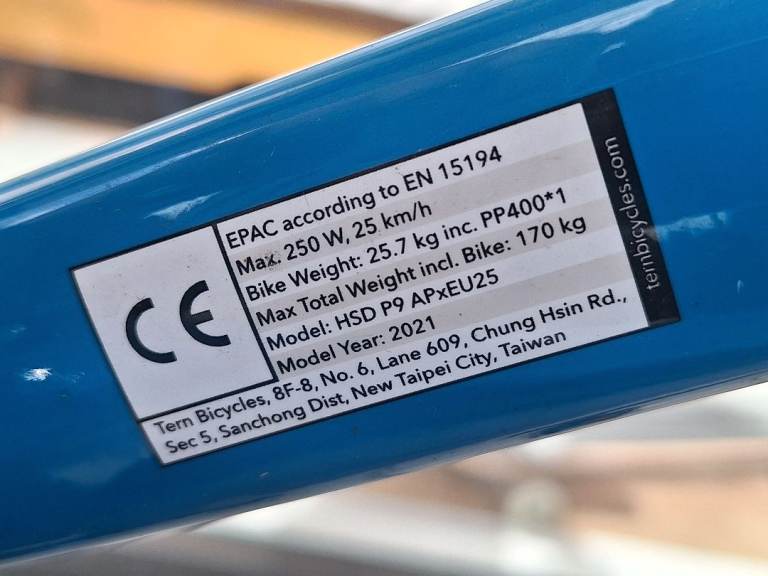 CE
EPAC according to EN 15194
Max. 250 W, 25 km/h
Bike Weight: 25.7 kg inc. PP400*1
Max Total Weight incl. Bike: 170 kg
Model: HSD P9 APxEU25
Model Year: 2021
Tern Bicycles, 8F-8, No. 6, Lane 609, Chung Hsin Rd.,
Sec 5, Sanchong Dist, New Taipei City, Taiwan
ternbicycles.com